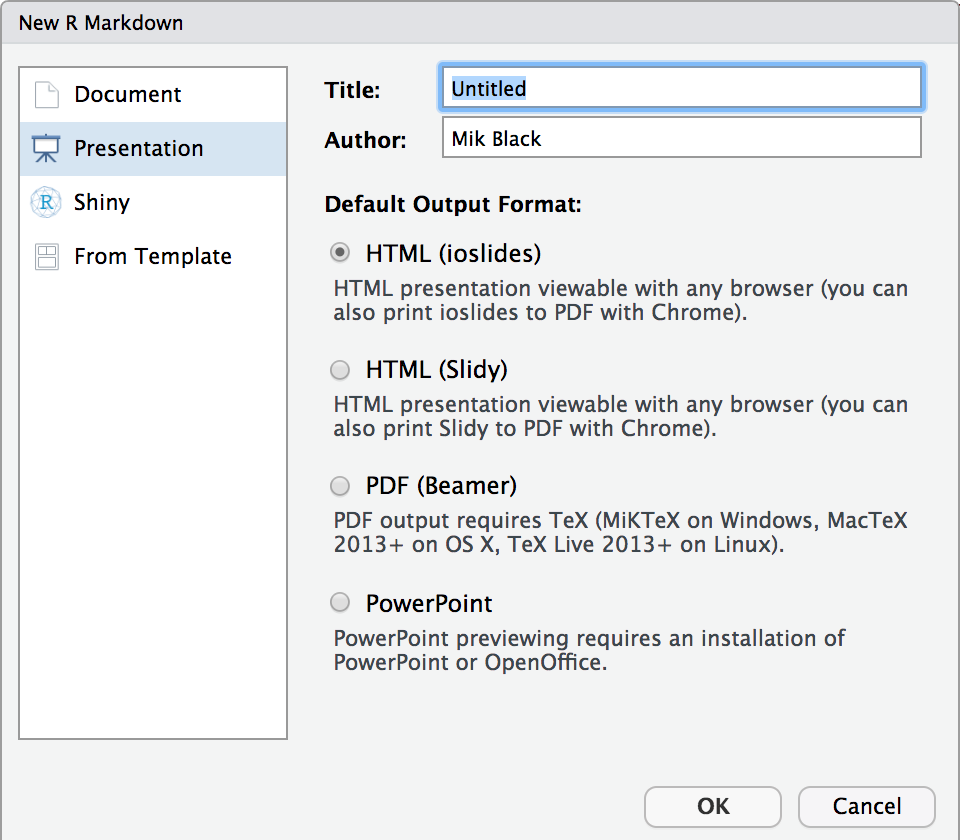 New R Markdown
Document
Presentation
R
Shiny
From Template
Title:
Untitled
Author:
Mik Black
Default Output Format:
HTML (ioslides)
HTML presentation viewable with any browser (you can
also print ioslides to PDF with Chrome).
HTML (Slidy)
HTML presentation viewable with any browser (you can
also print Slidy to PDF with Chrome).
PDF (Beamer)
PDF output requires TeX (MiKTeX on Windows, MacTeX
2013+ on OS X, TeX Live 2013+ on Linux).
PowerPoint
PowerPoint previewing requires an installation of
PowerPoint or OpenOffice.
OK
Cancel